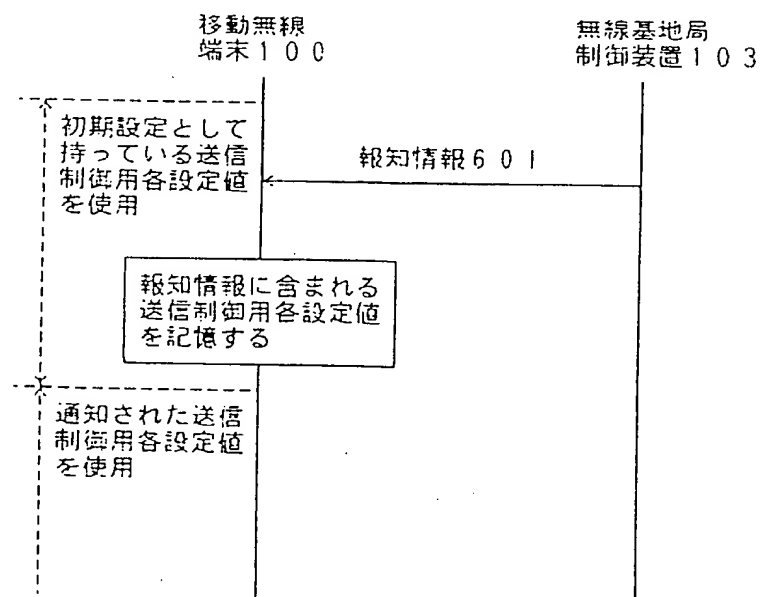 移動無線
端末１００
無線基地局
制御装置１０３
初期設定として
持っている送信
制御用各設定値
を使用
報知情報６０１
報知情報に含まれる
送信制御用各設定値
を記憶する
通知された送信
制御用各設定値
を使用